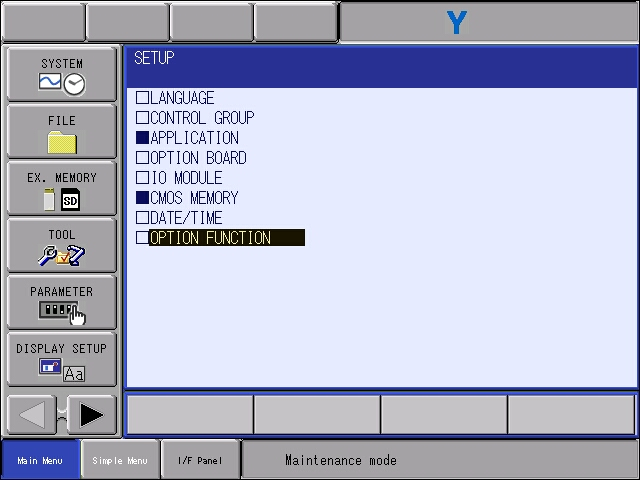 Y
SYSTEM
FILE
EX. MEMORY
SD
TOOL
PARAMETER
DISPLAY SETUP
Aa
SETUP
LANGUAGE
CONTROL GROUP
APPLICATION
OPTION BOARD
IO MODULE
CMOS MEMORY
DATE/TIME
OPTION FUNCTION
Main Menu
Simple Menu
I/F Panel
Maintenance mode